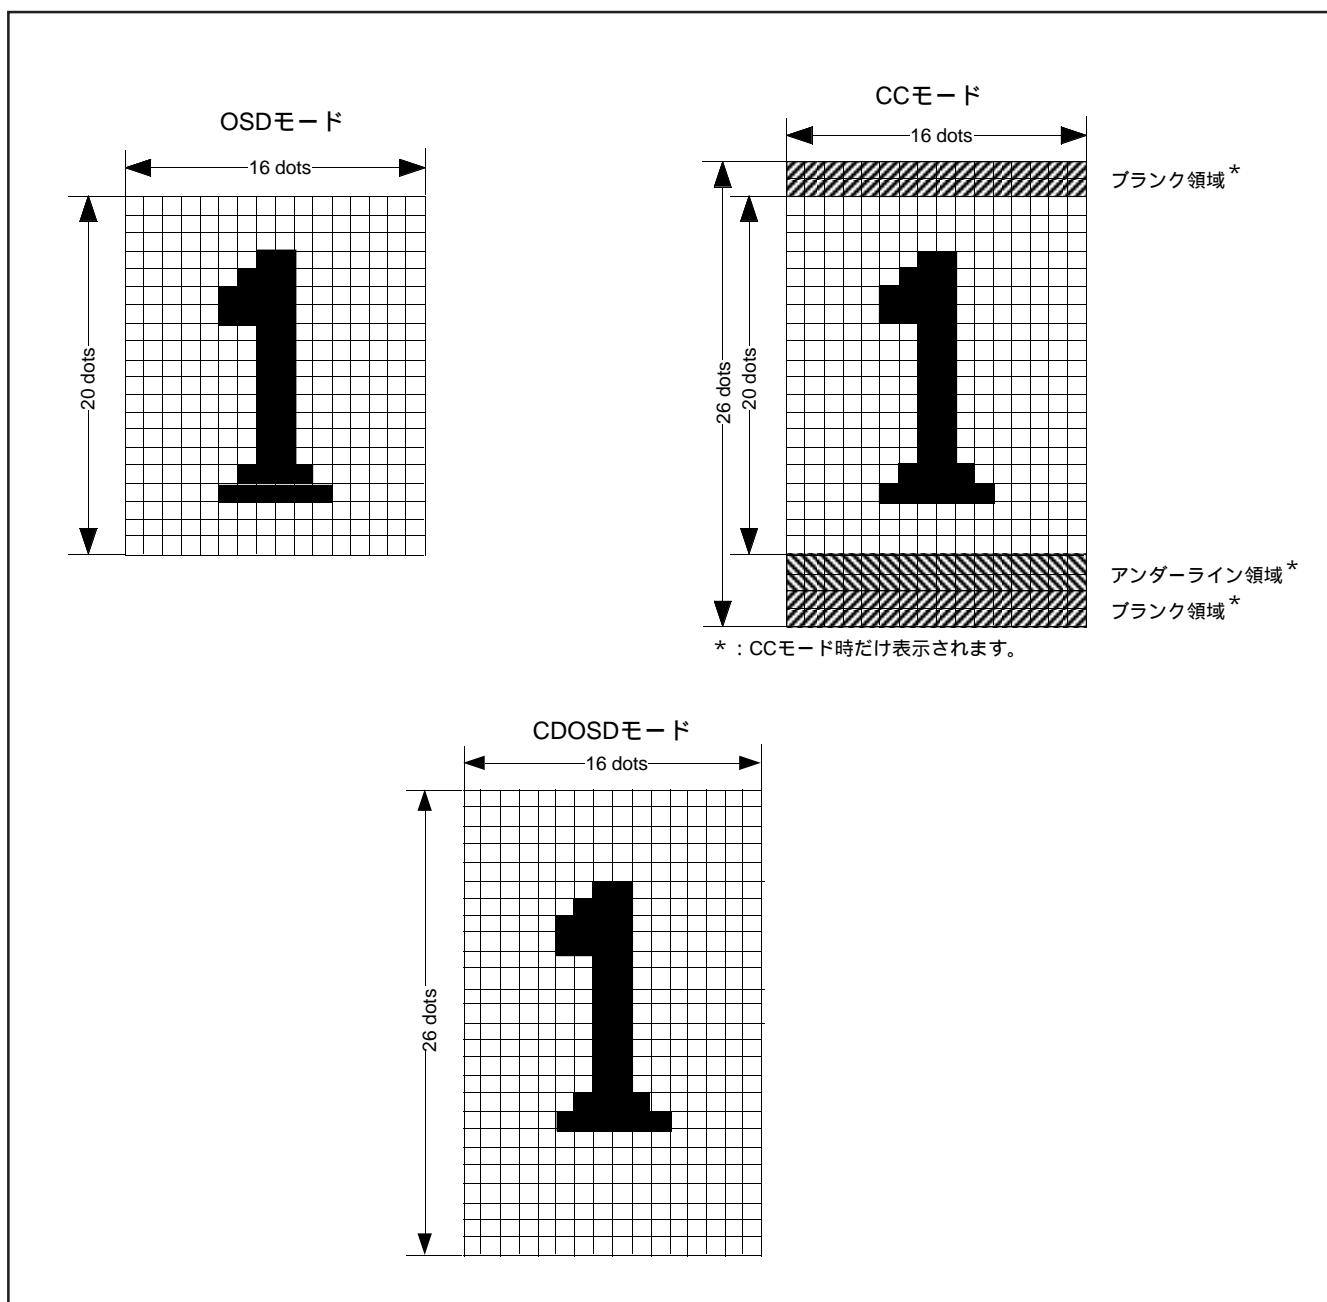 OSDモード
16 dots
20 dots
CCモード
16 dots
ブランク領域*
26 dots
20 dots
アンダーライン領域*
ブランク領域*
* : CCモード時だけ表示されます。
CDOSDモード
16 dots
26 dots